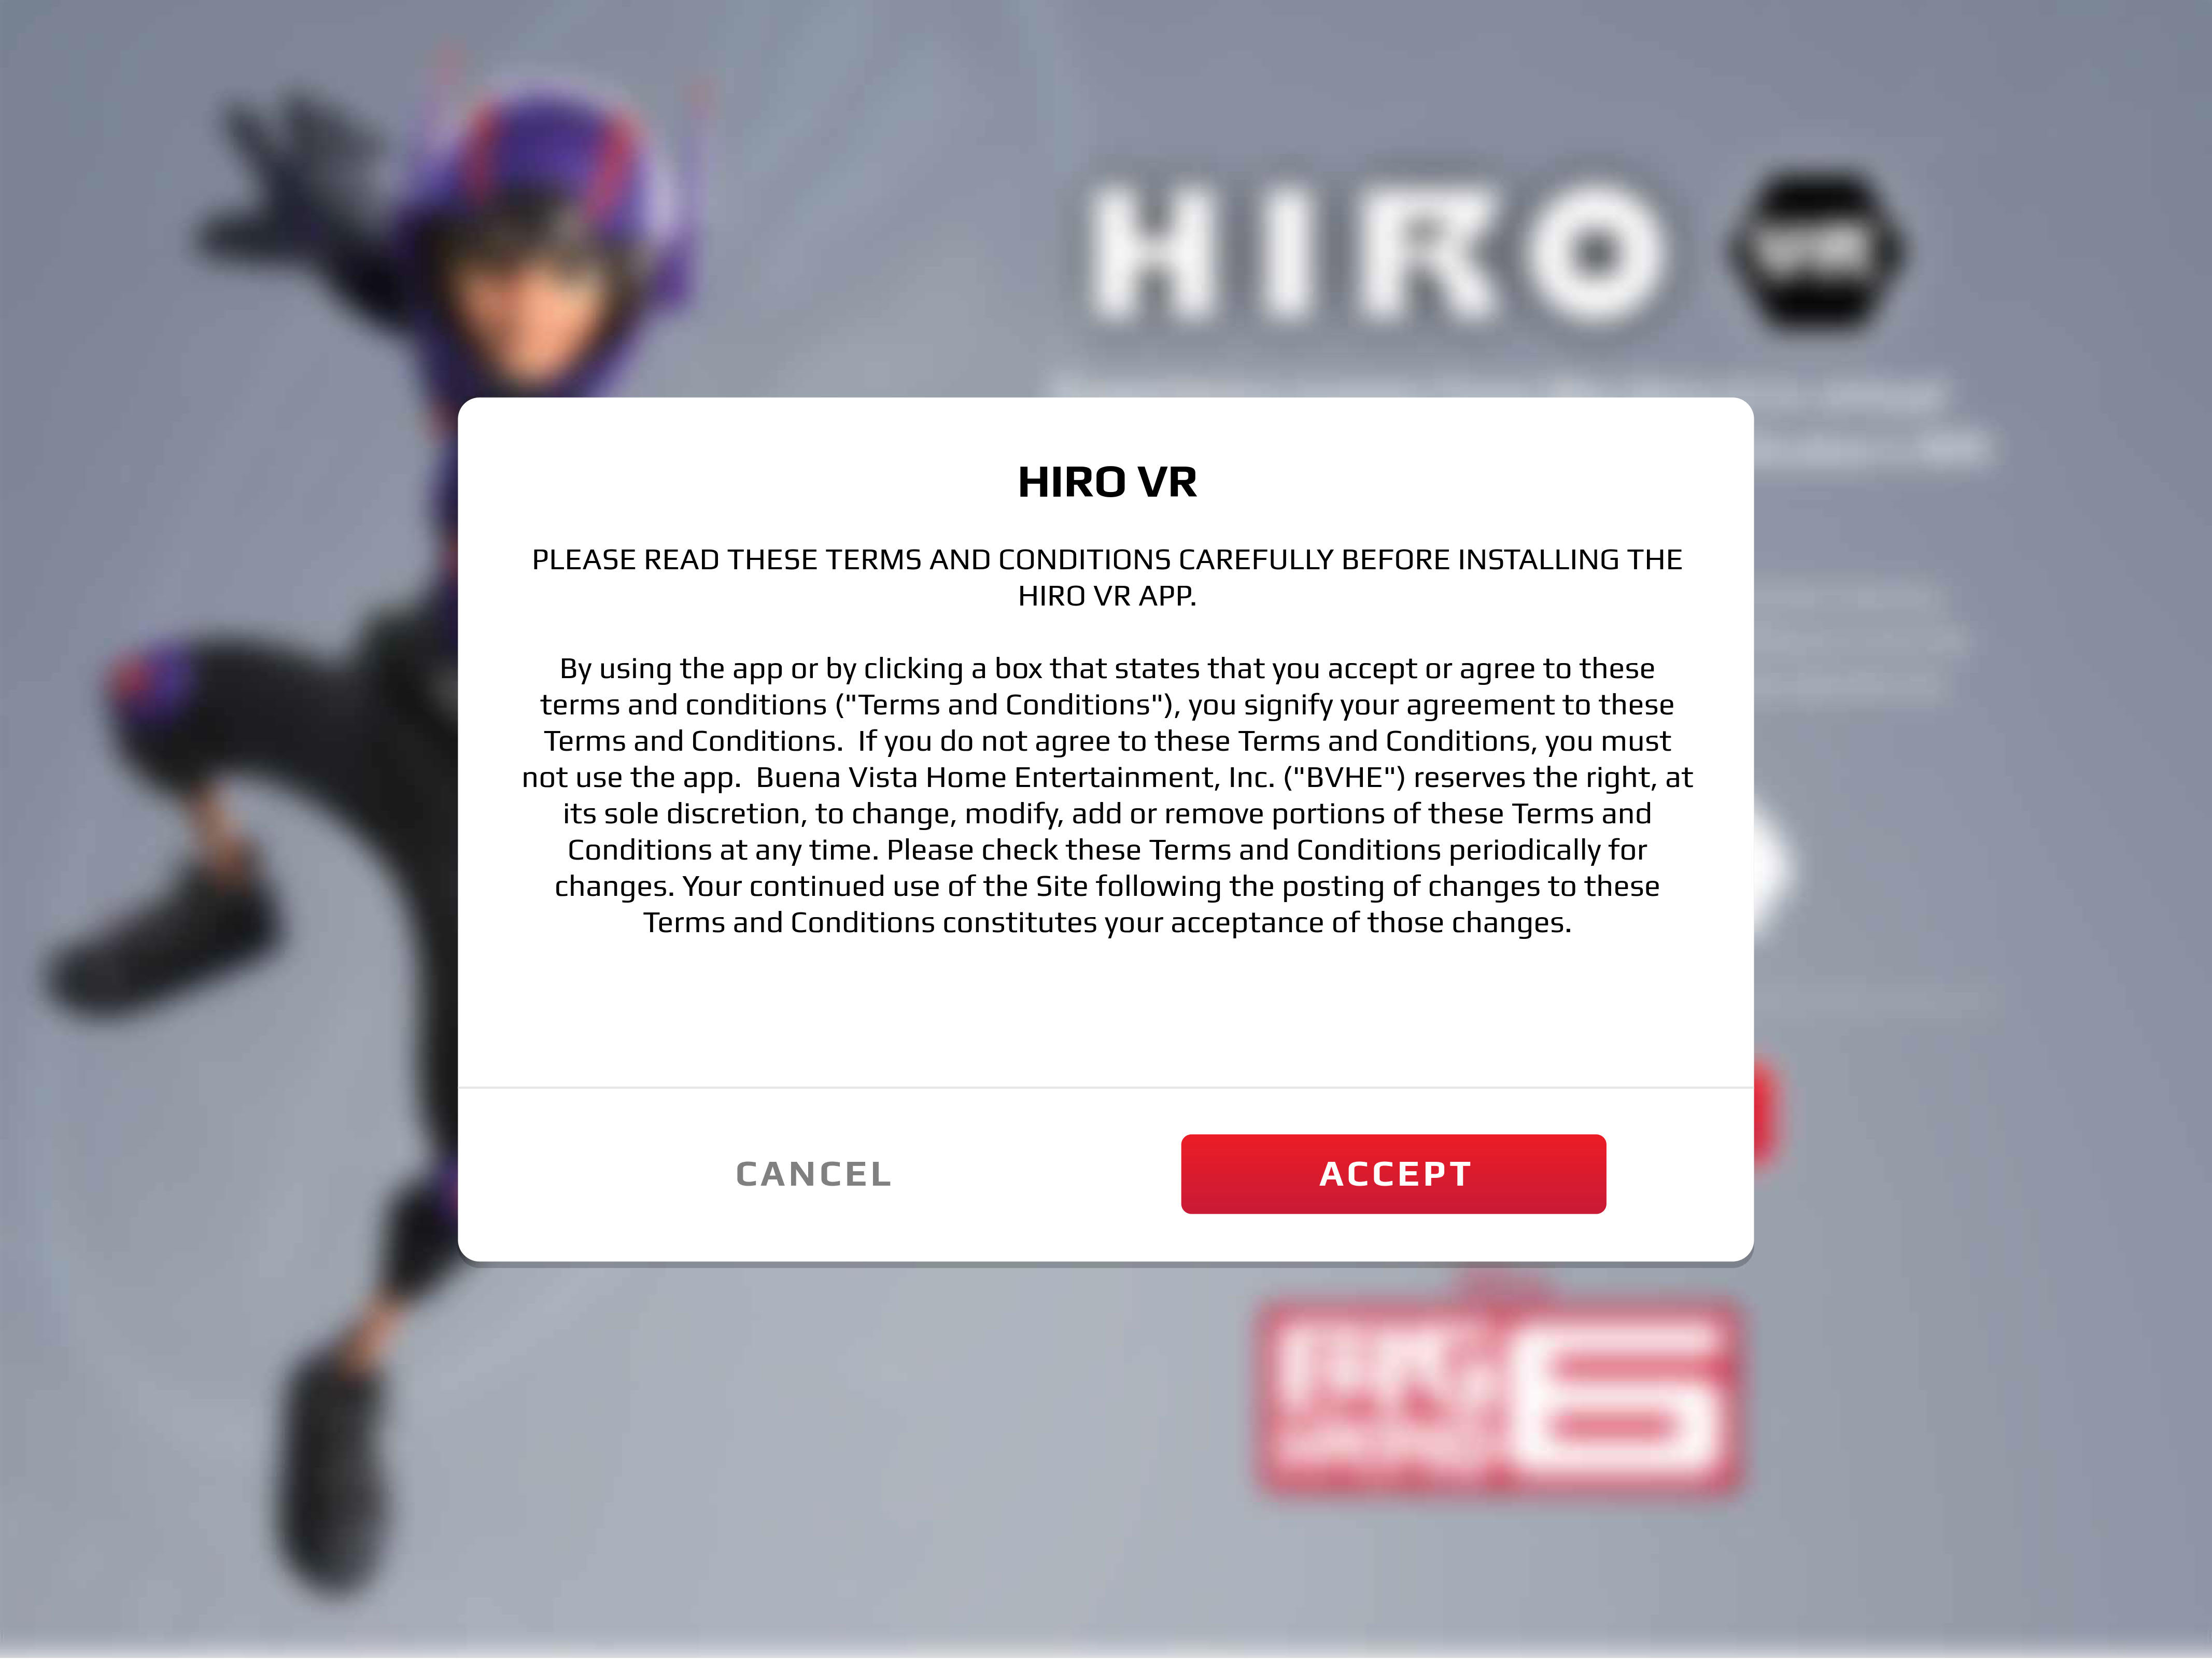 HIRO VR
HIRO VR
PLEASE READ THESE TERMS AND CONDITIONS CAREFULLY BEFORE INSTALLING THE
HIRO VR APP.
By using the app or by clicking a box that states that you accept or agree to these
terms and conditions ("Terms and Conditions"), you signify your agreement to these
Terms and Conditions.  If you do not agree to these Terms and Conditions, you must
not use the app.  Buena Vista Home Entertainment, Inc. ("BVHE") reserves the right, at
its sole discretion, to change, modify, add or remove portions of these Terms and
Conditions at any time. Please check these Terms and Conditions periodically for
changes. Your continued use of the Site following the posting of changes to these
Terms and Conditions constitutes your acceptance of those changes.
CANCEL ACCEPT
6